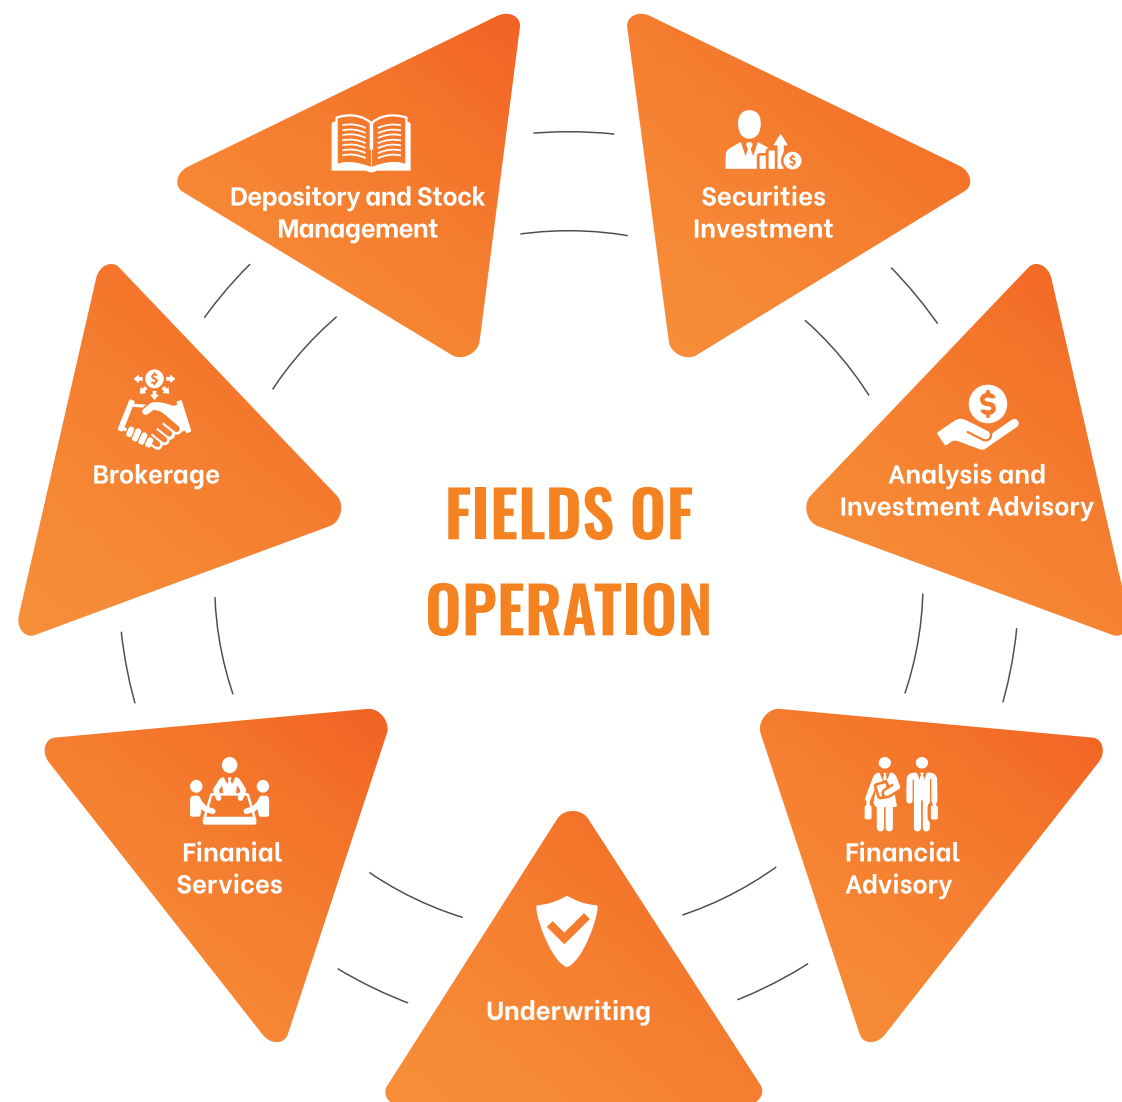 Depository and Stock
Management
Securities
Investment
Brokerage
Analysis and
Investment Advisory
FIELDS OF
OPERATION
Finanial
Services
Financial
Advisory
Underwriting